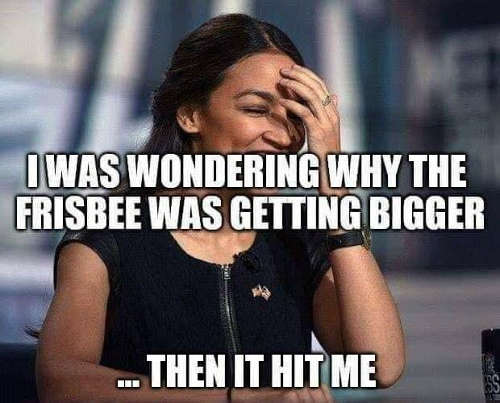 I WAS WONDERING WHY THE
FRISBEE WAS GETTING BIGGER
... THEN IT HIT ME